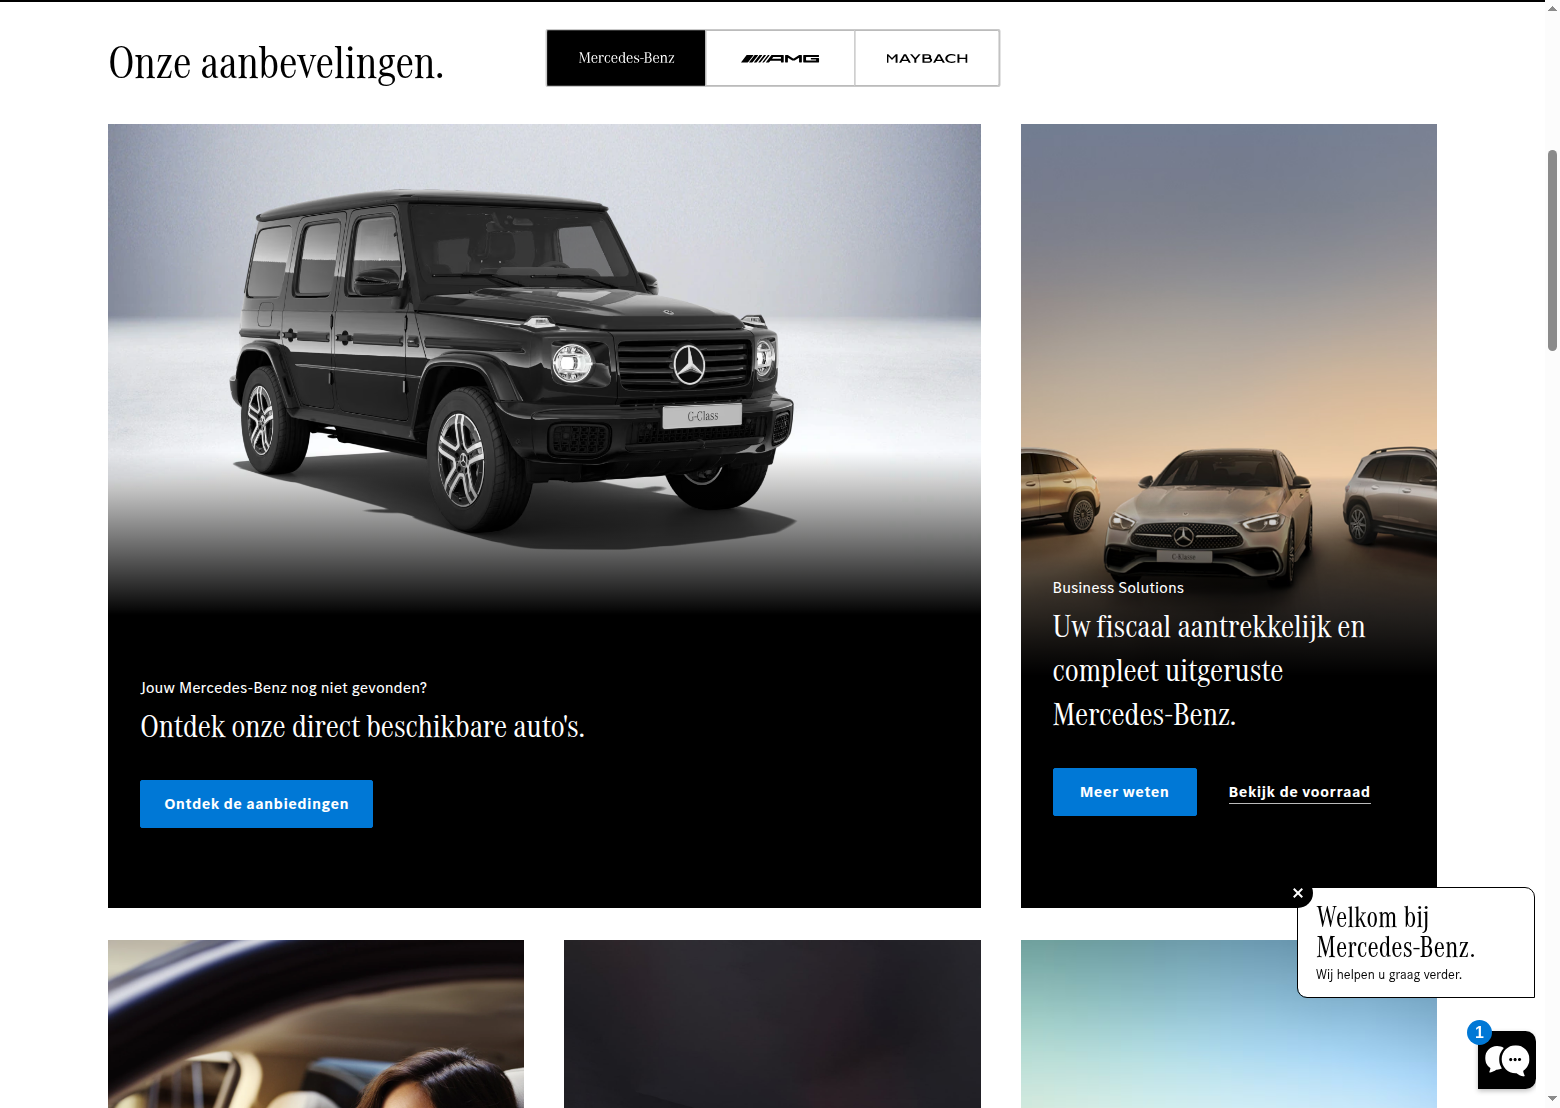 Onze aanbevelingen.
Mercedes-Benz
AMG
MAYBACH
G-Class
Jouw Mercedes-Benz nog niet gevonden?
Ontdek onze direct beschikbare auto's.
Ontdek de aanbiedingen
C-Klasse
Business Solutions
Uw fiscaal aantrekkelijk en
compleet uitgeruste
Mercedes-Benz.
Meer weten
Bekijk de voorraad
Welkom bij
Mercedes-Benz.
Wij helpen u graag verder.
1